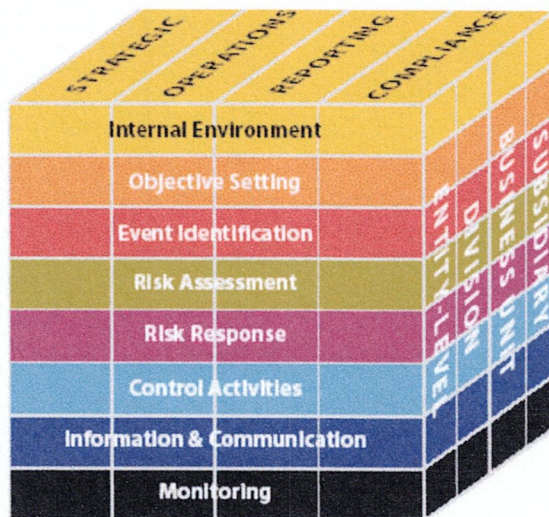 STRATEGIC
OPERATIONS
REPORTING
COMPLIANCE
Internal Environment
Objective Setting
Event Identification
Risk Assessment
Risk Response
Control Activities
Information & Communication
Monitoring
ENTITY-LEVEL
DIVISION
BUSINESS UNIT
SUBSIDIARY